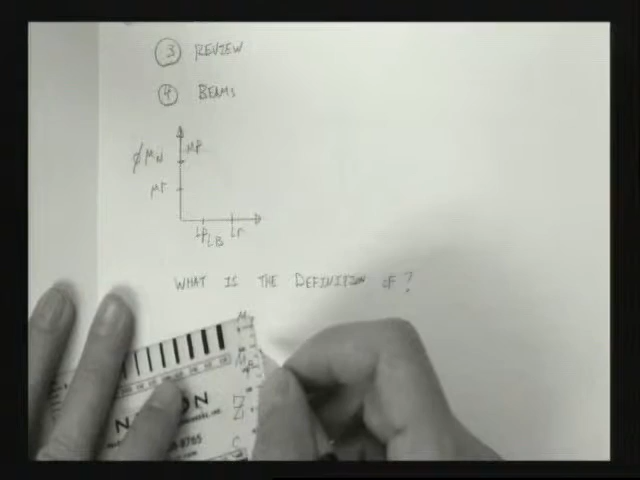 3 REVIEW
4 BEAMS
MP
ΦMN
Mr
LP Lr
LB
WHAT IS THE DEFINITION OF ?
Z